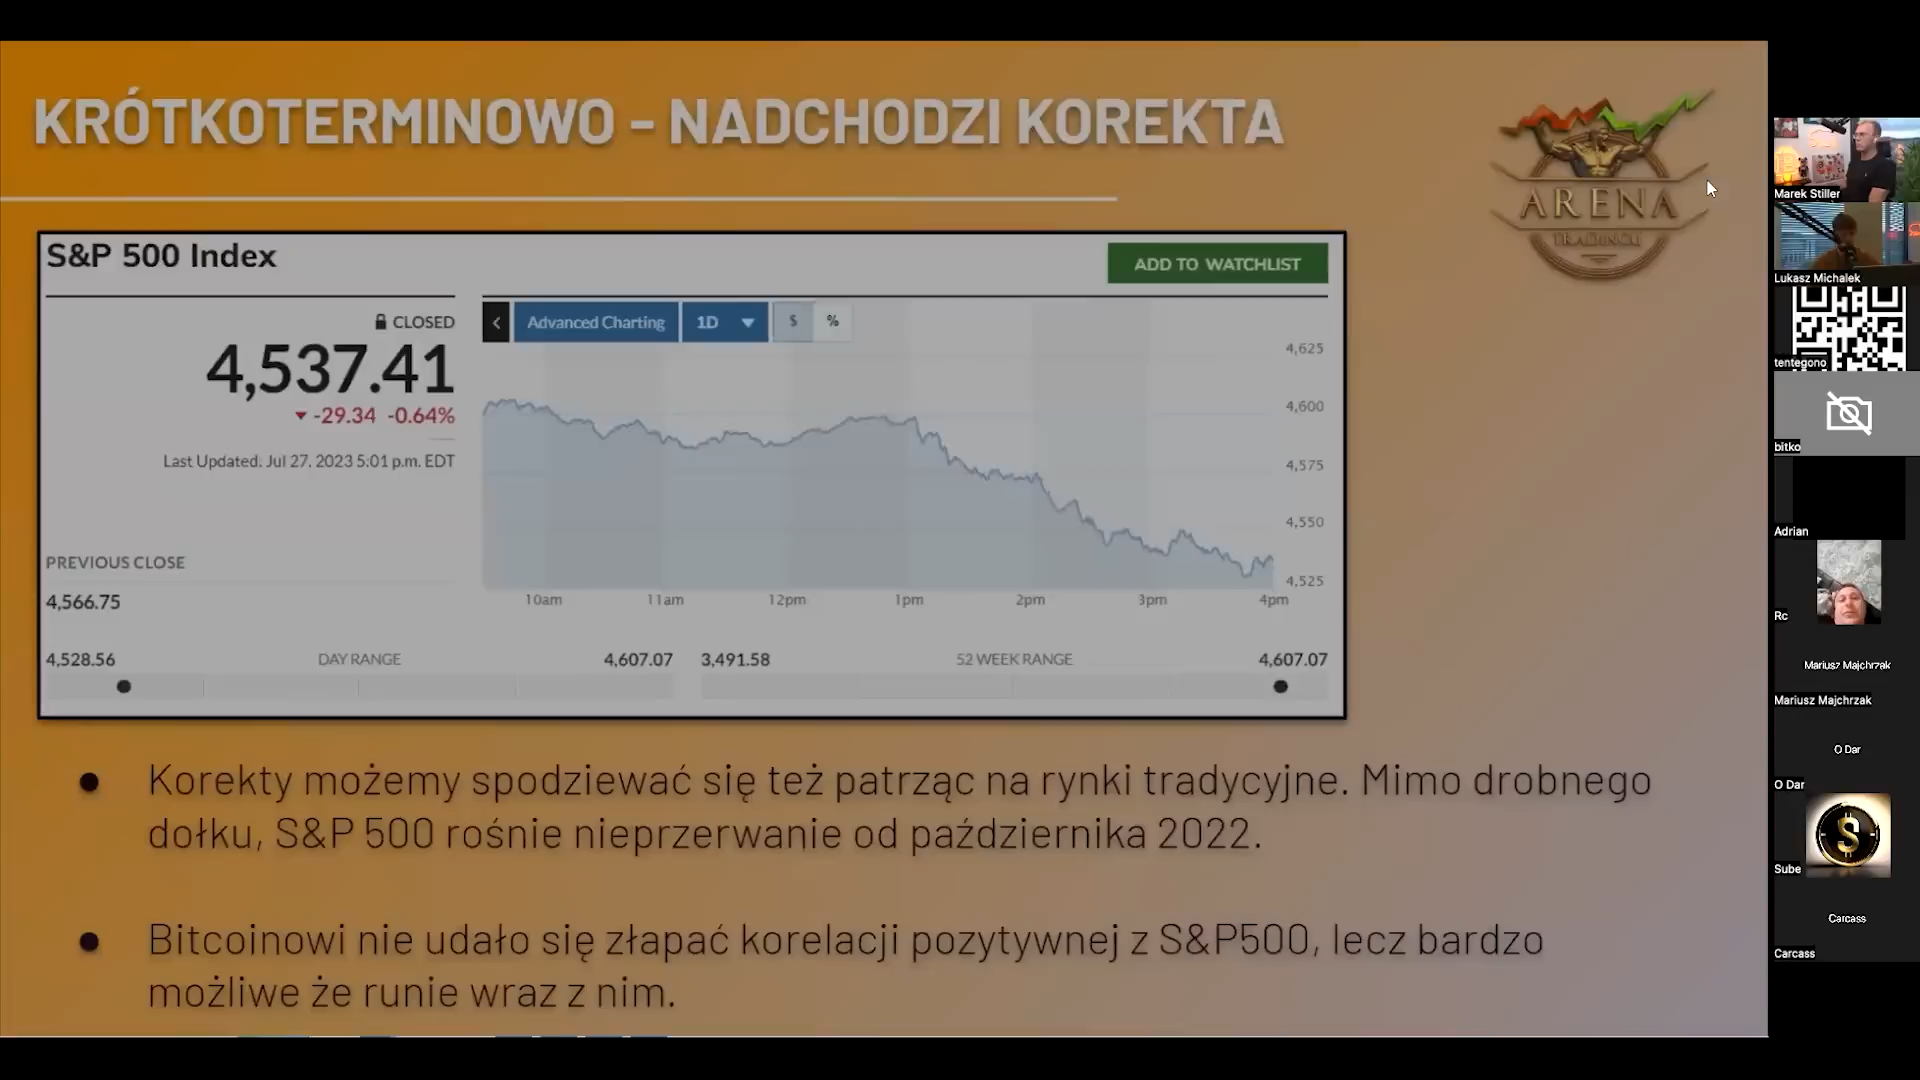 KRÓTKOTERMINOWO - NADCHODZI KOREKTA
ARENA
TRADINGU
S&P 500 Index
ADD TO WATCHLIST
CLOSED
4,537.41
-29.34 -0.64%
Last Updated: Jul 27, 2023 5:01 p.m. EDT
PREVIOUS CLOSE
4,566.75
Advanced Charting 1D $ %
4,625
4,600
4,575
4,550
4,525
10am 11am 12pm 1pm 2pm 3pm 4pm
4,528.56 DAY RANGE 4,607.07
3,491.58 52 WEEK RANGE 4,607.07
● Korekty możemy spodziewać się też patrząc na rynki tradycyjne. Mimo drobnego
dołku, S&P 500 rośnie nieprzerwanie od października 2022.
● Bitcoinowi nie udało się złapać korelacji pozytywnej z S&P500, lecz bardzo
możliwe że runie wraz z nim.
Marek Stiller
Lukasz Michalek
tentegono
bitko
Adrian
Rc
Mariusz Majchrzak
Mariusz Majchrzak
O Dar
O Dar
Sube
Carcass
Carcass